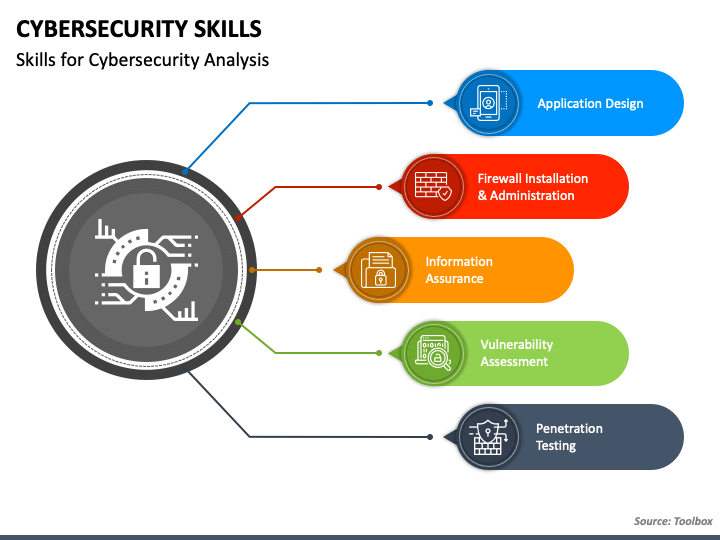 CYBERSECURITY SKILLS
Skills for Cybersecurity Analysis
Application Design
Firewall Installation
& Administration
Information
Assurance
Vulnerability
Assessment
Penetration
Testing
Source: Toolbox